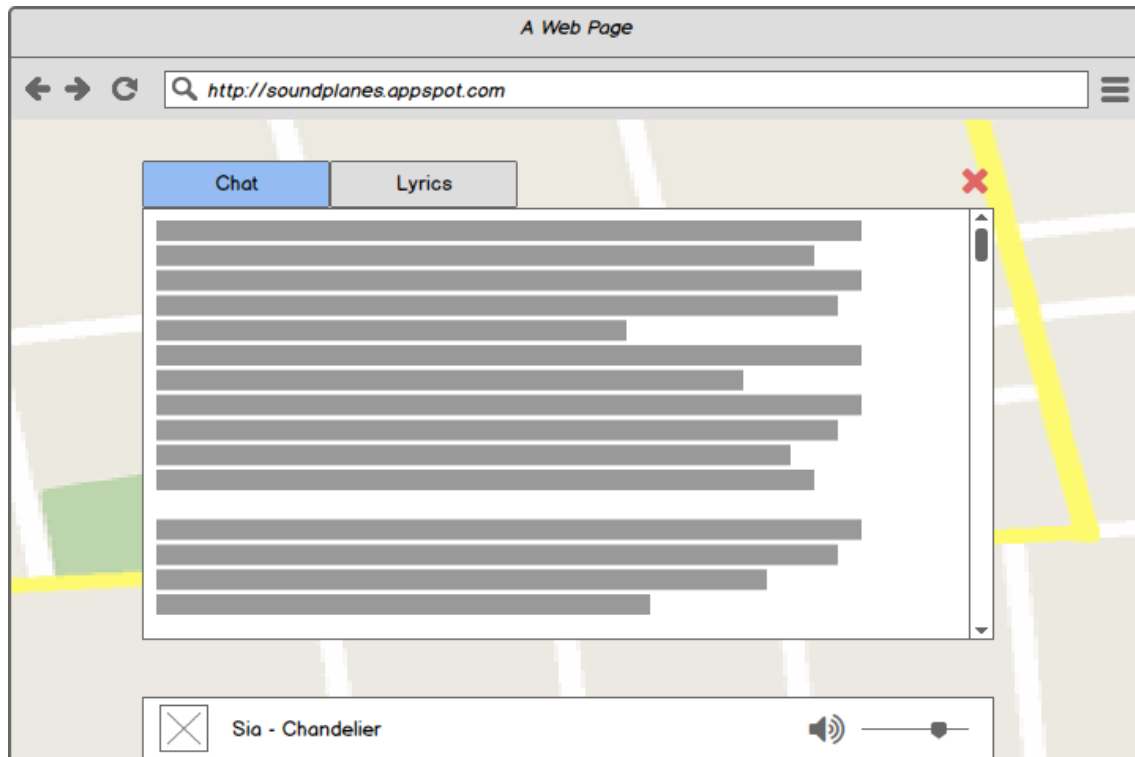 A Web Page
http://soundplanes.appspot.com
Chat
Lyrics
Sia - Chandelier